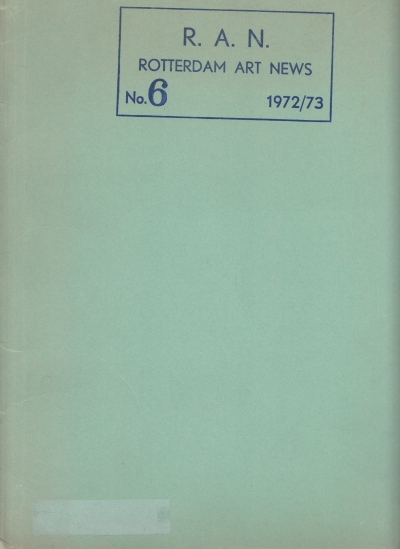 R. A. N.
ROTTERDAM ART NEWS
No. 6 1972/73